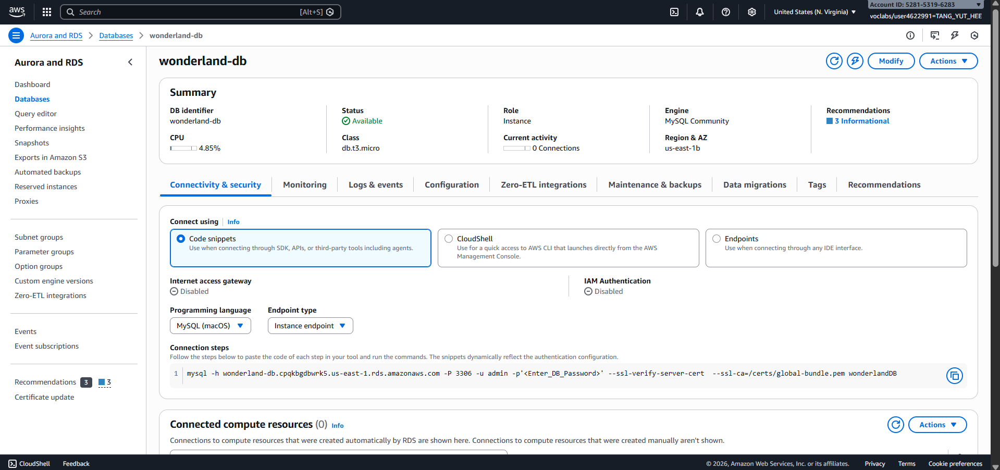 aws
Search [Alt+S]
United States (N. Virginia)
Account ID: 5281-5319-6283
voclabs/user4622991=TANG_YUT_HEE
Aurora and RDS
Databases
wonderland-db
Aurora and RDS
Dashboard
Databases
Query editor
Performance insights
Snapshots
Exports in Amazon S3
Automated backups
Reserved instances
Proxies
Subnet groups
Parameter groups
Option groups
Custom engine versions
Zero-ETL integrations
Events
Event subscriptions
Recommendations 3 3
Certificate update
wonderland-db
Modify
Actions
Summary
DB identifier
wonderland-db
Status
Available
Role
Instance
Engine
MySQL Community
Recommendations
3 Informational
CPU
4.85%
Class
db.t3.micro
Current activity
0 Connections
Region & AZ
us-east-1b
Connectivity & security
Monitoring
Logs & events
Configuration
Zero-ETL integrations
Maintenance & backups
Data migrations
Tags
Recommendations
Connect using Info
Code snippets
Use when connecting through SDK, APIs, or third-party tools including agents.
CloudShell
Use for a quick access to AWS CLI that launches directly from the AWS
Management Console.
Endpoints
Use when connecting through any IDE interface.
Internet access gateway
Disabled
IAM Authentication
Disabled
Programming language
MySQL (macOS)
Endpoint type
Instance endpoint
Connection steps
Follow the steps below to paste the code of each step in your tool and run the commands. The snippets dynamically reflect the authentication configuration.
1 mysql -h wonderland-db.cpqkbgdbwrk5.us-east-1.rds.amazonaws.com -P 3306 -u admin -p'<Enter_DB_Password>' --ssl-verify-server-cert --ssl-ca=/certs/global-bundle.pem wonderlandDB
Connected compute resources (0) Info
Actions
Connections to compute resources that were created automatically by RDS are shown here. Connections to compute resources that were created manually aren't shown.
CloudShell
Feedback
© 2026, Amazon Web Services, Inc. or its affiliates.
Privacy
Terms
Cookie preferences